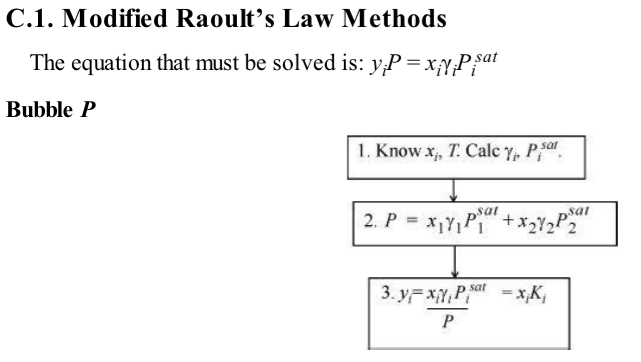 C.1. Modified Raoult’s Law Methods
The equation that must be solved is: yᵢP = xᵢγᵢPᵢˢᵃᵗ
Bubble P
1. Know xᵢ, T. Calc γᵢ, Pᵢˢᵃᵗ.
2. P = x₁γ₁P₁ˢᵃᵗ + x₂γ₂P₂ˢᵃᵗ
3. yᵢ= xᵢγᵢPᵢˢᵃᵗ = xᵢKᵢ
P